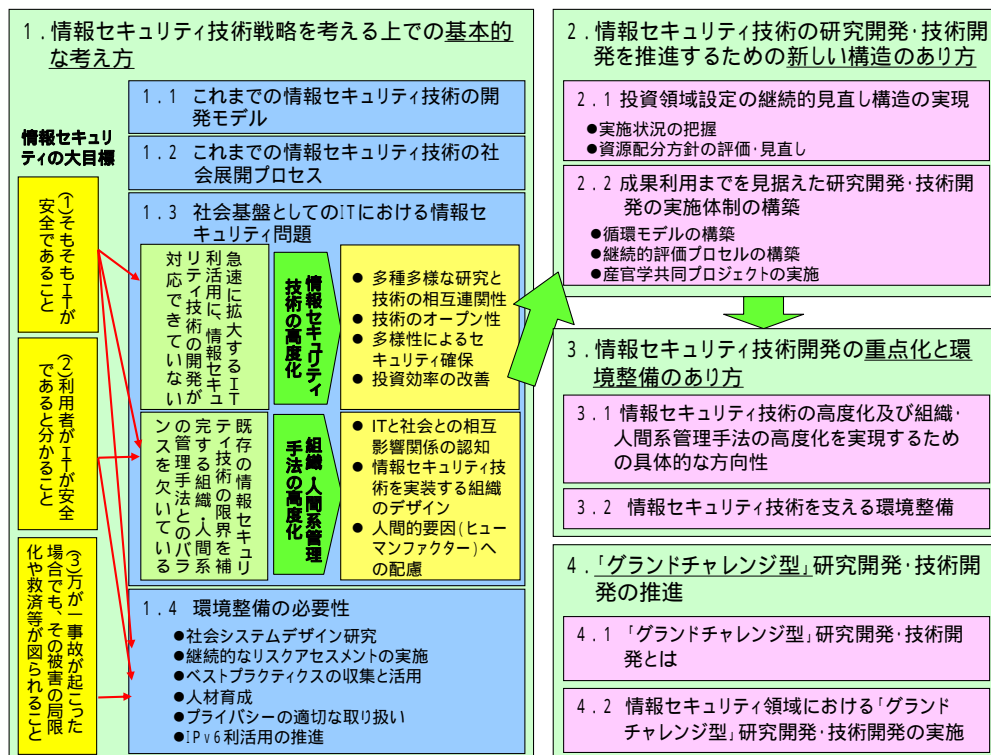 1．情報セキュリティ技術戦略を考える上での基本的
な考え方
1.1 これまでの情報セキュリティ技術の開
発モデル
1.2 これまでの情報セキュリティ技術の社
会展開プロセス
1.3 社会基盤としてのITにおける情報セ
キュリティ問題
情報セキュリ
ティの大目標
(1)そもそもITが
安全であること
(2)利用者がITが安全
であると分かること
(3)万が一事故が起こった
場合でも、その被害の局限
化や救済等が図られること
急速に拡大するIT
利活用に、情報セキュ
リティ技術の開発が
対応できていない
情報セキュリティ
技術の高度化
●多種多様な研究と
技術の相互連関性
●技術のオープン性
●多様性によるセ
キュリティ確保
●投資効率の改善
既存の情報セキュリ
ティ技術の限界を補
完する組織・人間系
の管理手法とのバラ
ンスを欠いている
組織・人間系管理
手法の高度化
●ITと社会との相互
影響関係の認知
●情報セキュリティ技
術を実装する組織
のデザイン
●人間的要因(ヒュー
マンファクター)へ
の配慮
1.4 環境整備の必要性
●社会システムデザイン研究
●継続的なリスクアセスメントの実施
●ベストプラクティクスの収集と活用
●人材育成
●プライバシーの適切な取り扱い
●IPv6利活用の推進
2．情報セキュリティ技術の研究開発・技術開
発を推進するための新しい構造のあり方
2.1 投資領域設定の継続的見直し構造の実現
●実施状況の把握
●資源配分方針の評価・見直し
2.2 成果利用までを見据えた研究開発・技術開
発の実施体制の構築
●循環モデルの構築
●継続的評価プロセルの構築
●産官学共同プロジェクトの実施
3．情報セキュリティ技術開発の重点化と環
境整備のあり方
3.1 情報セキュリティ技術の高度化及び組織・
人間系管理手法の高度化を実現するため
の具体的な方向性
3.2 情報セキュリティ技術を支える環境整備
4．「グランドチャレンジ型」研究開発・技術開
発の推進
4.1 「グランドチャレンジ型」研究開発・技術開
発とは
4.2 情報セキュリティ領域における「グランド
チャレンジ型」研究開発・技術開発の実施